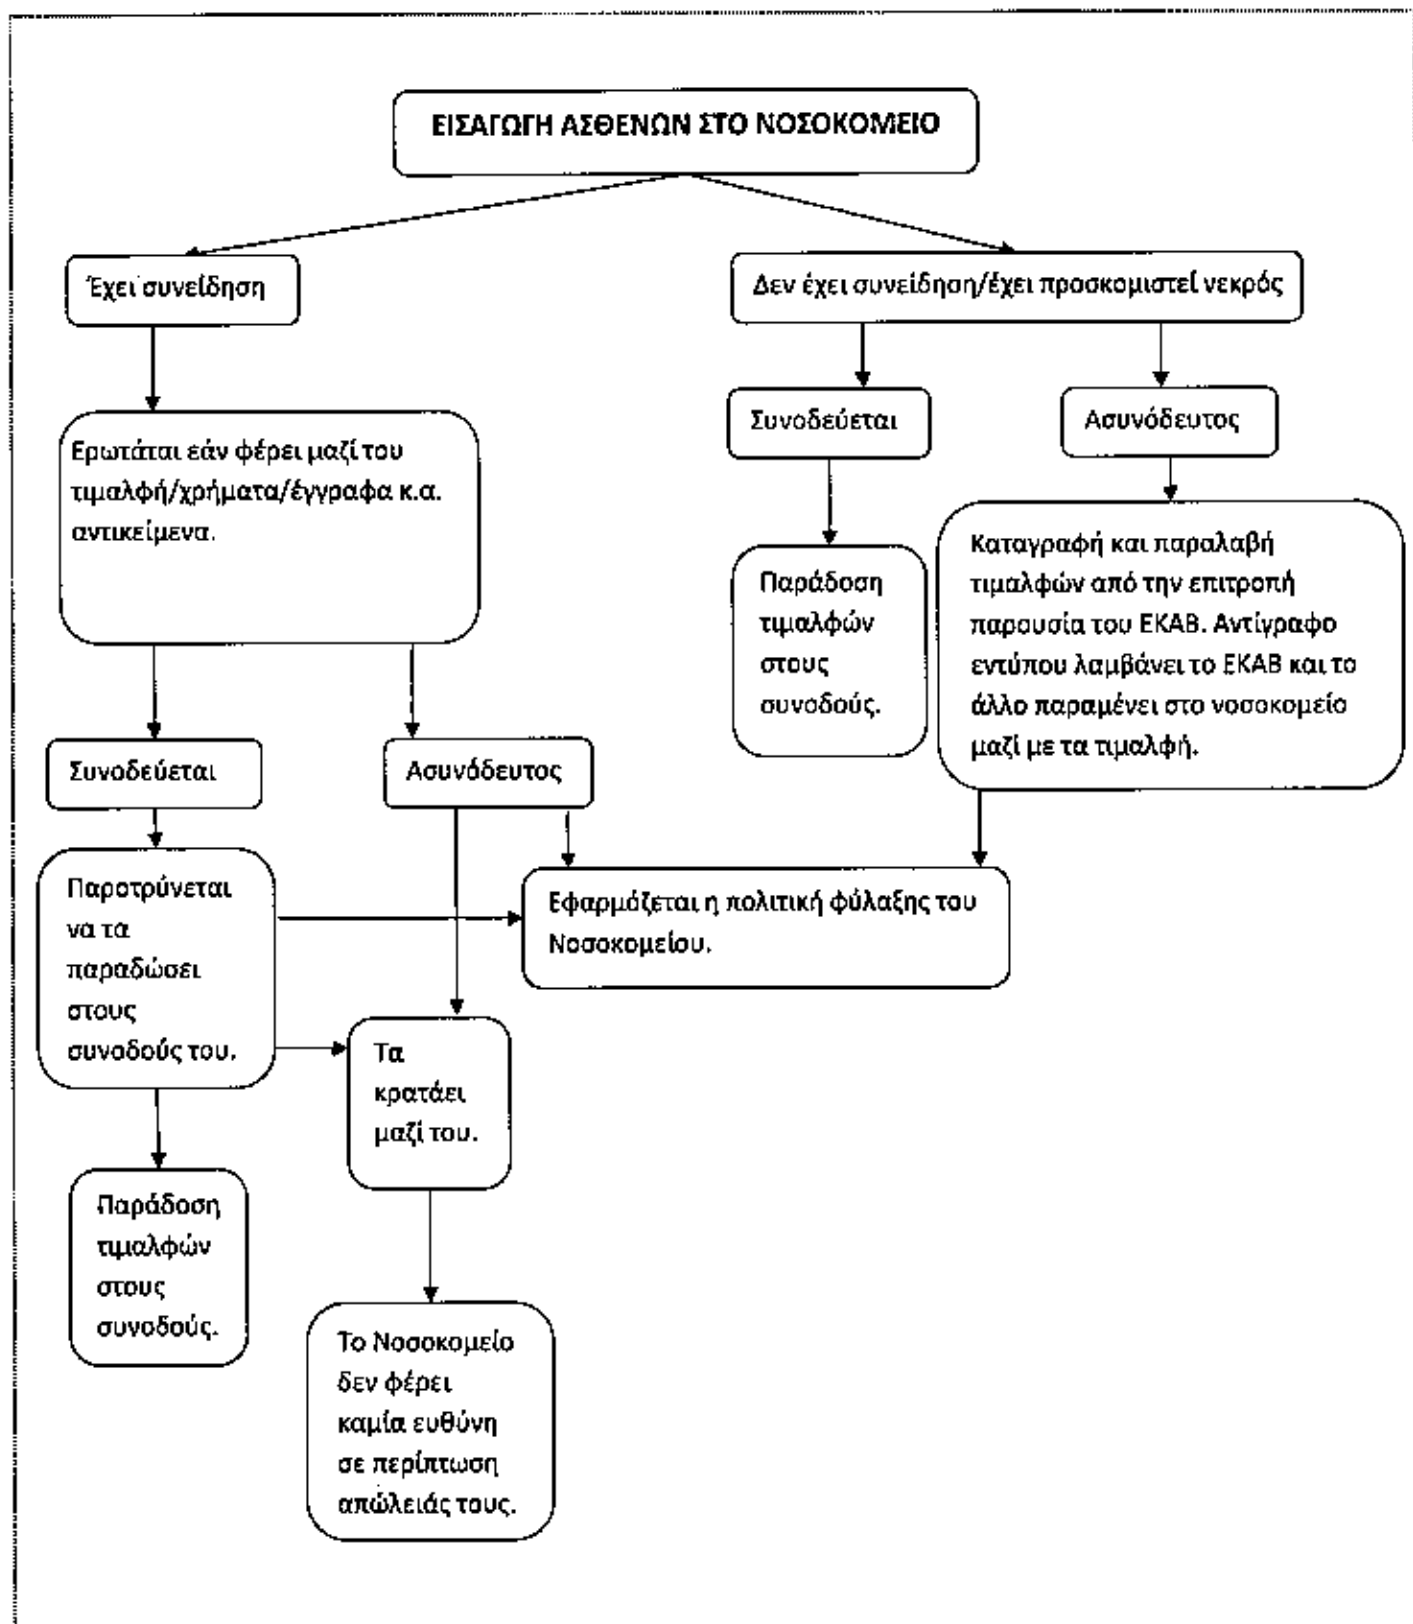 ΕΙΣΑΓΩΓΗ ΑΣΘΕΝΩΝ ΣΤΟ ΝΟΣΟΚΟΜΕΙΟ
Έχει συνείδηση
Δεν έχει συνείδηση/έχει προσκομιστεί νεκρός
Συνοδεύεται
Ασυνόδευτος
Ερωτάται εάν φέρει μαζί του
τιμαλφή/χρήματα/έγγραφα κ.α.
αντικείμενα.
Παράδοση
τιμαλφών
στους
συνοδούς.
Καταγραφή και παραλαβή
τιμαλφών από την επιτροπή
παρουσία του ΕΚΑΒ. Αντίγραφο
εντύπου λαμβάνει το ΕΚΑΒ και το
άλλο παραμένει στο νοσοκομείο
μαζί με τα τιμαλφή.
Συνοδεύεται
Ασυνόδευτος
Παροτρύνεται
να τα
παραδώσει
στους
συνοδούς του.
Εφαρμόζεται η πολιτική φύλαξης του
Νοσοκομείου.
Τα
κρατάει
μαζί του.
Παράδοση
τιμαλφών
στους
συνοδούς.
Το Νοσοκομείο
δεν φέρει
καμία ευθύνη
σε περίπτωση
απώλειάς τους.